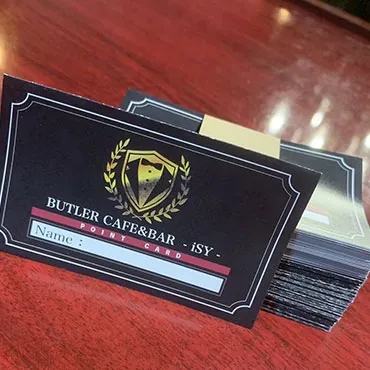 BUTLER CAFE&BAR - iSY -
POINT CARD
Name :